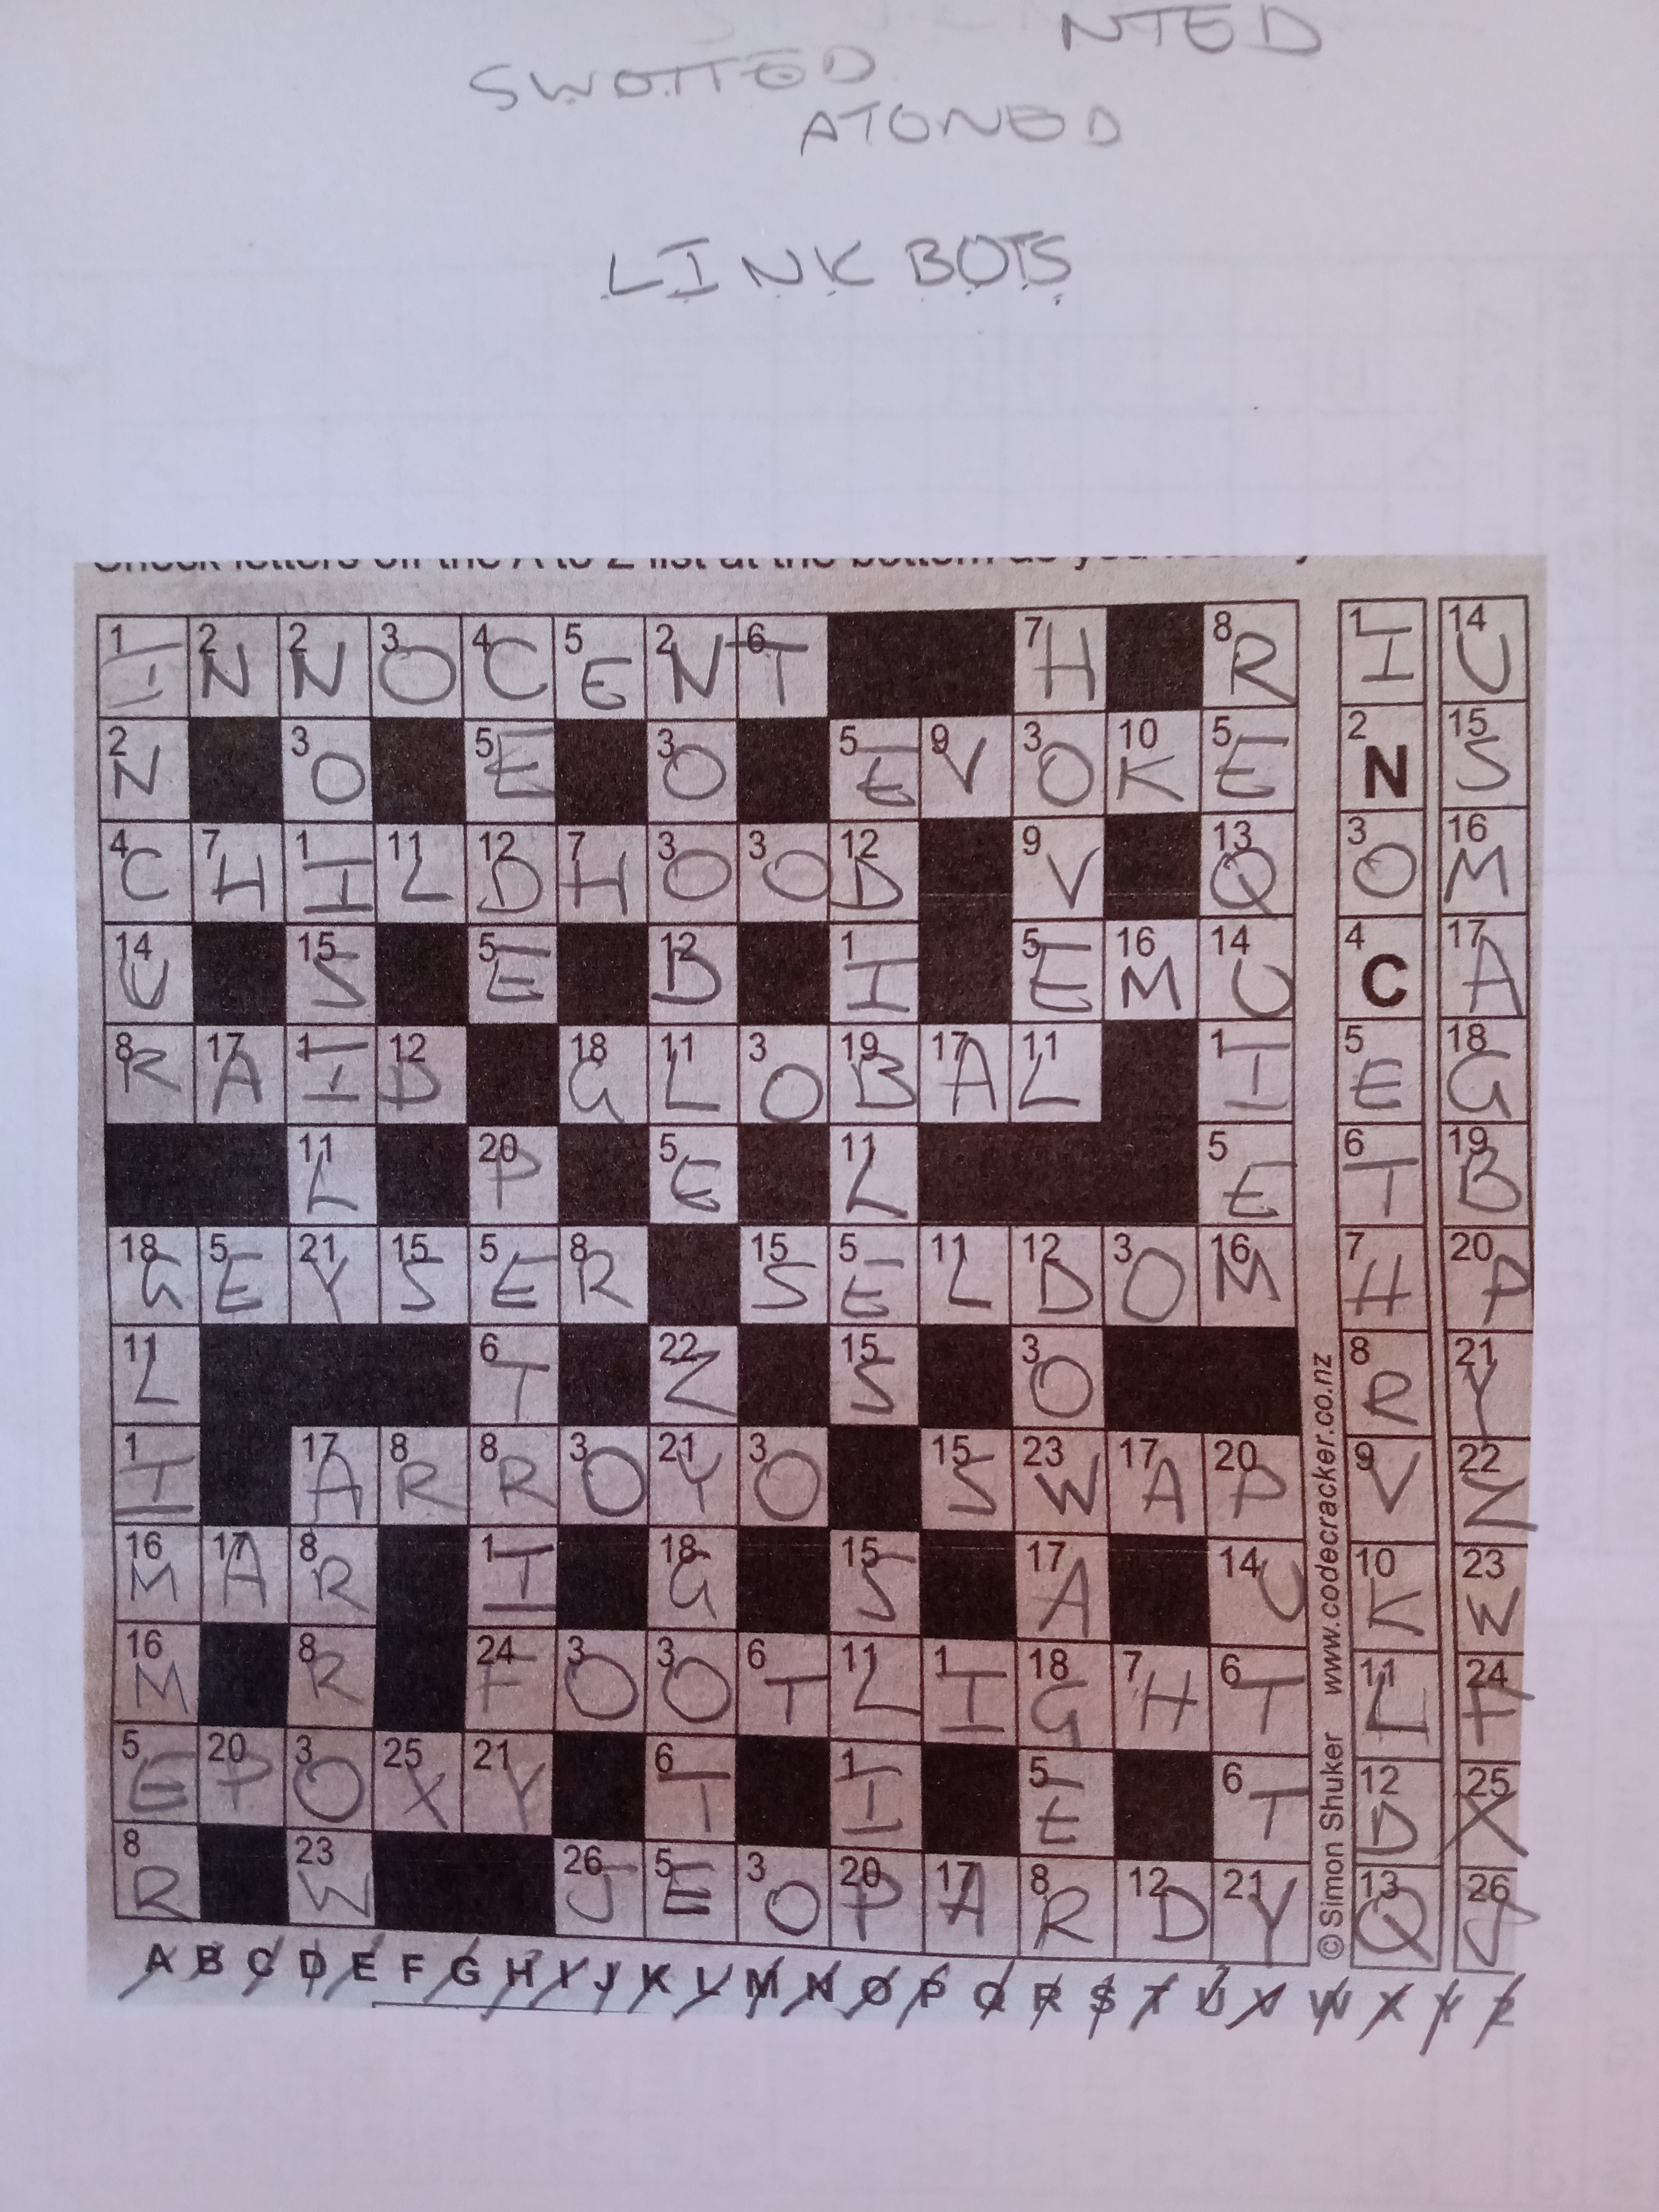 NTED
SWOTTED
ATONED
LINK BOTS
1 I 2 N 2 N 3 O 4 C 5 E 2 N 6 T 7 H 8 R
2 N 3 O 5 E 3 O 5 E 9 V 3 O 10 K 5 E
4 C 7 H 1 I 11 L 12 D 7 H 3 O 3 O 12 D 9 V 13 Q
14 U 15 S 5 E 12 D 1 I 5 E 16 M 14 U
8 R 17 A 1 I 12 D 18 G 11 L 3 O 19 B 17 A 11 L 1 I
11 L 20 P 5 E 11 L 5 E
18 G 5 E 21 Y 15 S 5 E 8 R 15 S 5 E 11 L 12 D 3 O 16 M
11 L 6 T 22 Z 15 S 3 O
1 I 17 A 8 R 8 R 3 O 21 Y 3 O 15 S 23 W 17 A 20 P
16 M 17 A 8 R 1 I 18 G 15 S 17 A 14 U
16 M 8 R 24 F 3 O 3 O 6 T 11 L 1 I 18 G 7 H 6 T
5 E 20 P 3 O 25 X 21 Y 6 T 1 I 5 E 6 T
8 R 23 W 26 J 5 E 3 O 20 P 17 A 8 R 12 D 21 Y
© Simon Shuker www.codecracker.co.nz
1 I 14 U
2 N 15 S
3 O 16 M
4 C 17 A
5 E 18 G
6 T 19 B
7 H 20 P
8 R 21 Y
9 V 22 Z
10 K 23 W
11 L 24 F
12 D 25 X
13 Q 26 J
A B C D E F G H I J K L M N O P Q R S T U V W X Y Z